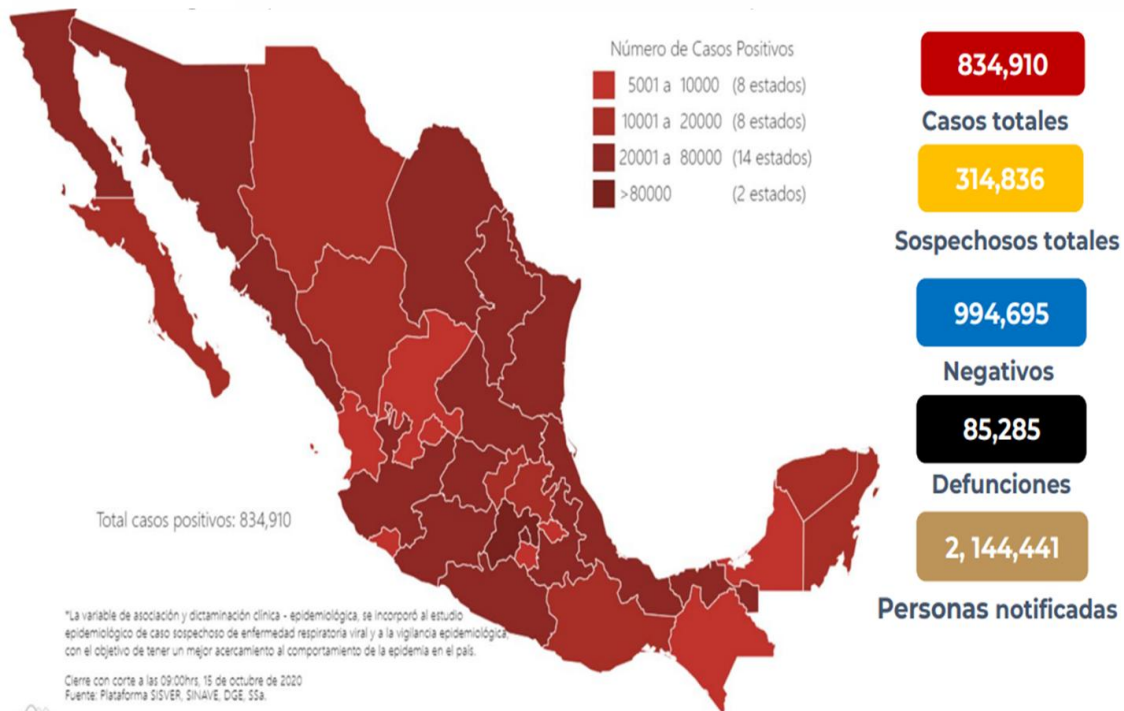 Número de Casos Positivos
5001 a 10000 (8 estados)
10001 a 20000 (8 estados)
20001 a 80000 (14 estados)
>80000 (2 estados)
834,910
Casos totales
314,836
Sospechosos totales
994,695
Negativos
85,285
Defunciones
2, 144,441
Personas notificadas
Total casos positivos: 834,910
*La variable de asociación y dictaminación clínica - epidemiológica, se incorporó al estudio
epidemiológico de caso sospechoso de enfermedad respiratoria viral y a la vigilancia epidemiológica,
con el objetivo de tener un mejor acercamiento al comportamiento de la epidemia en el país.
Cierre con corte a las 09:00hrs, 15 de octubre de 2020
Fuente: Plataforma SISVER, SINAVE, DGE, SSa.